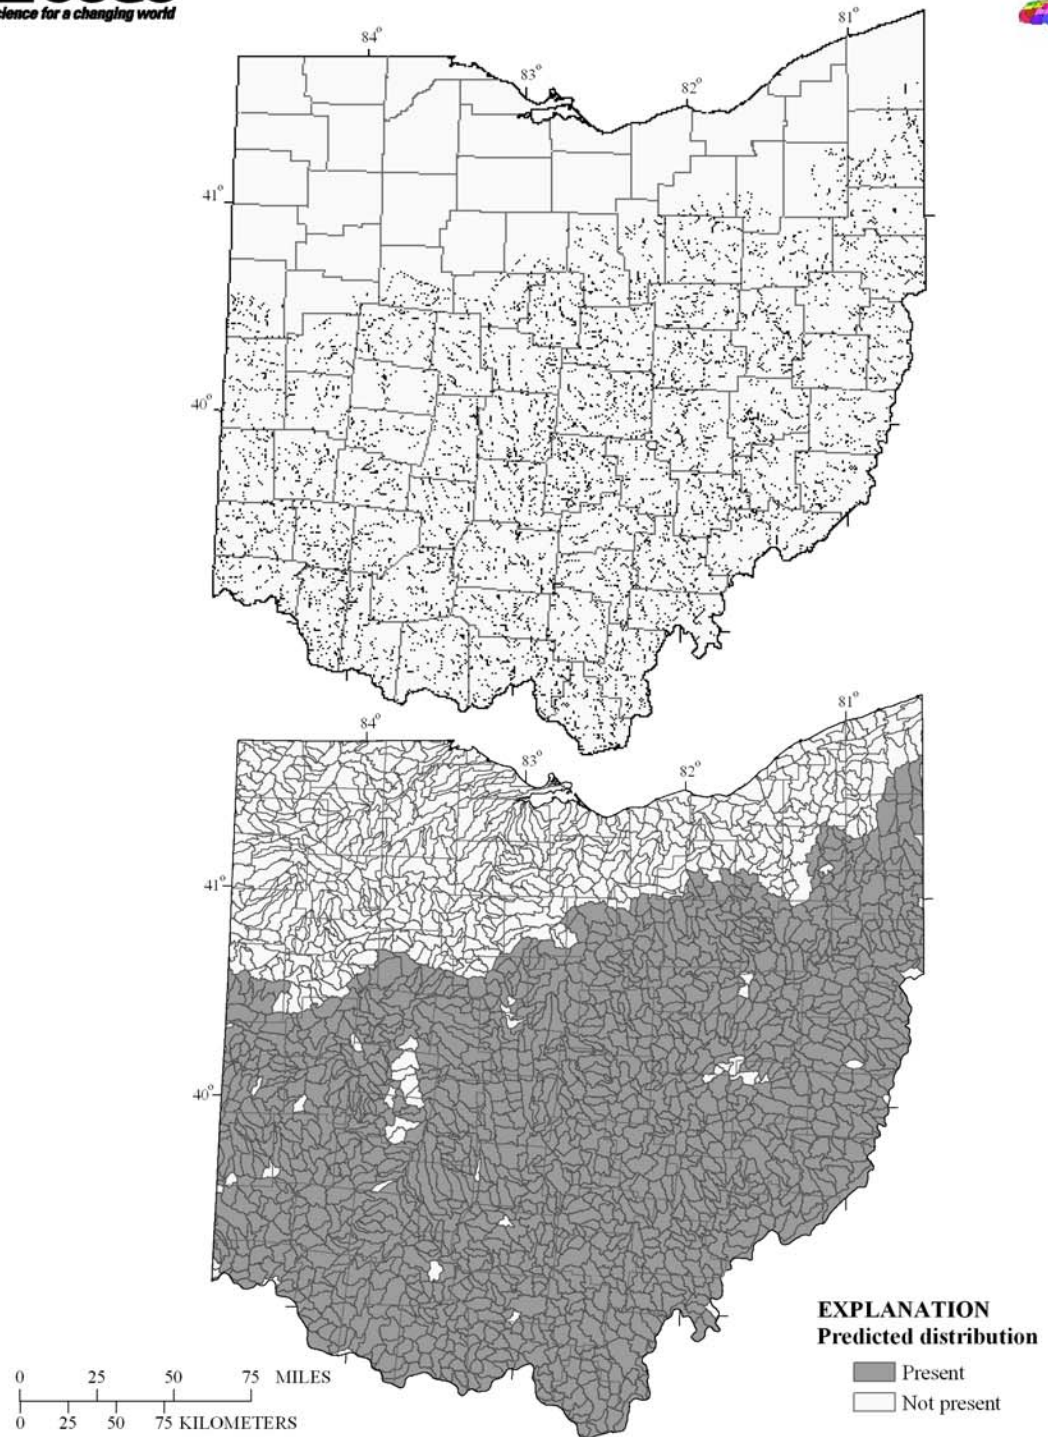 science for a changing world
81°
84°
83°
82°
41°
40°
81°
84°
83°
82°
41°
40°
EXPLANATION
Predicted distribution
Present
Not present
0 25 50 75 MILES
0 25 50 75 KILOMETERS